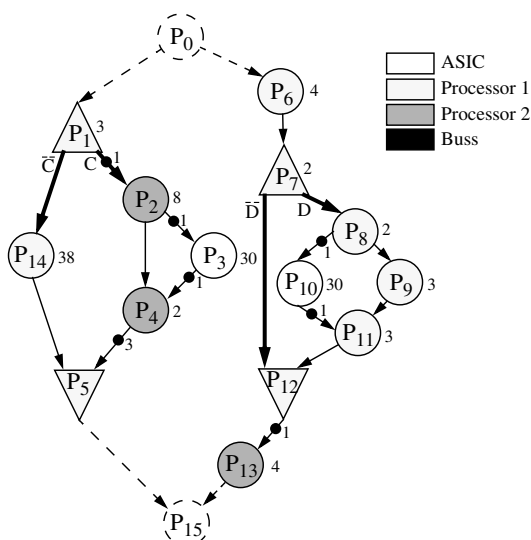 P0
ASIC
Processor 1
Processor 2
Buss
P6 4
P1 3
C̅ C 1
P7 2
D̅ D
P2 8
1
P8 2
1
P14 38
P3 30
1
P10 30
P9 3
1
P4 2
P11 3
3
P5
P12
1
P13 4
P15